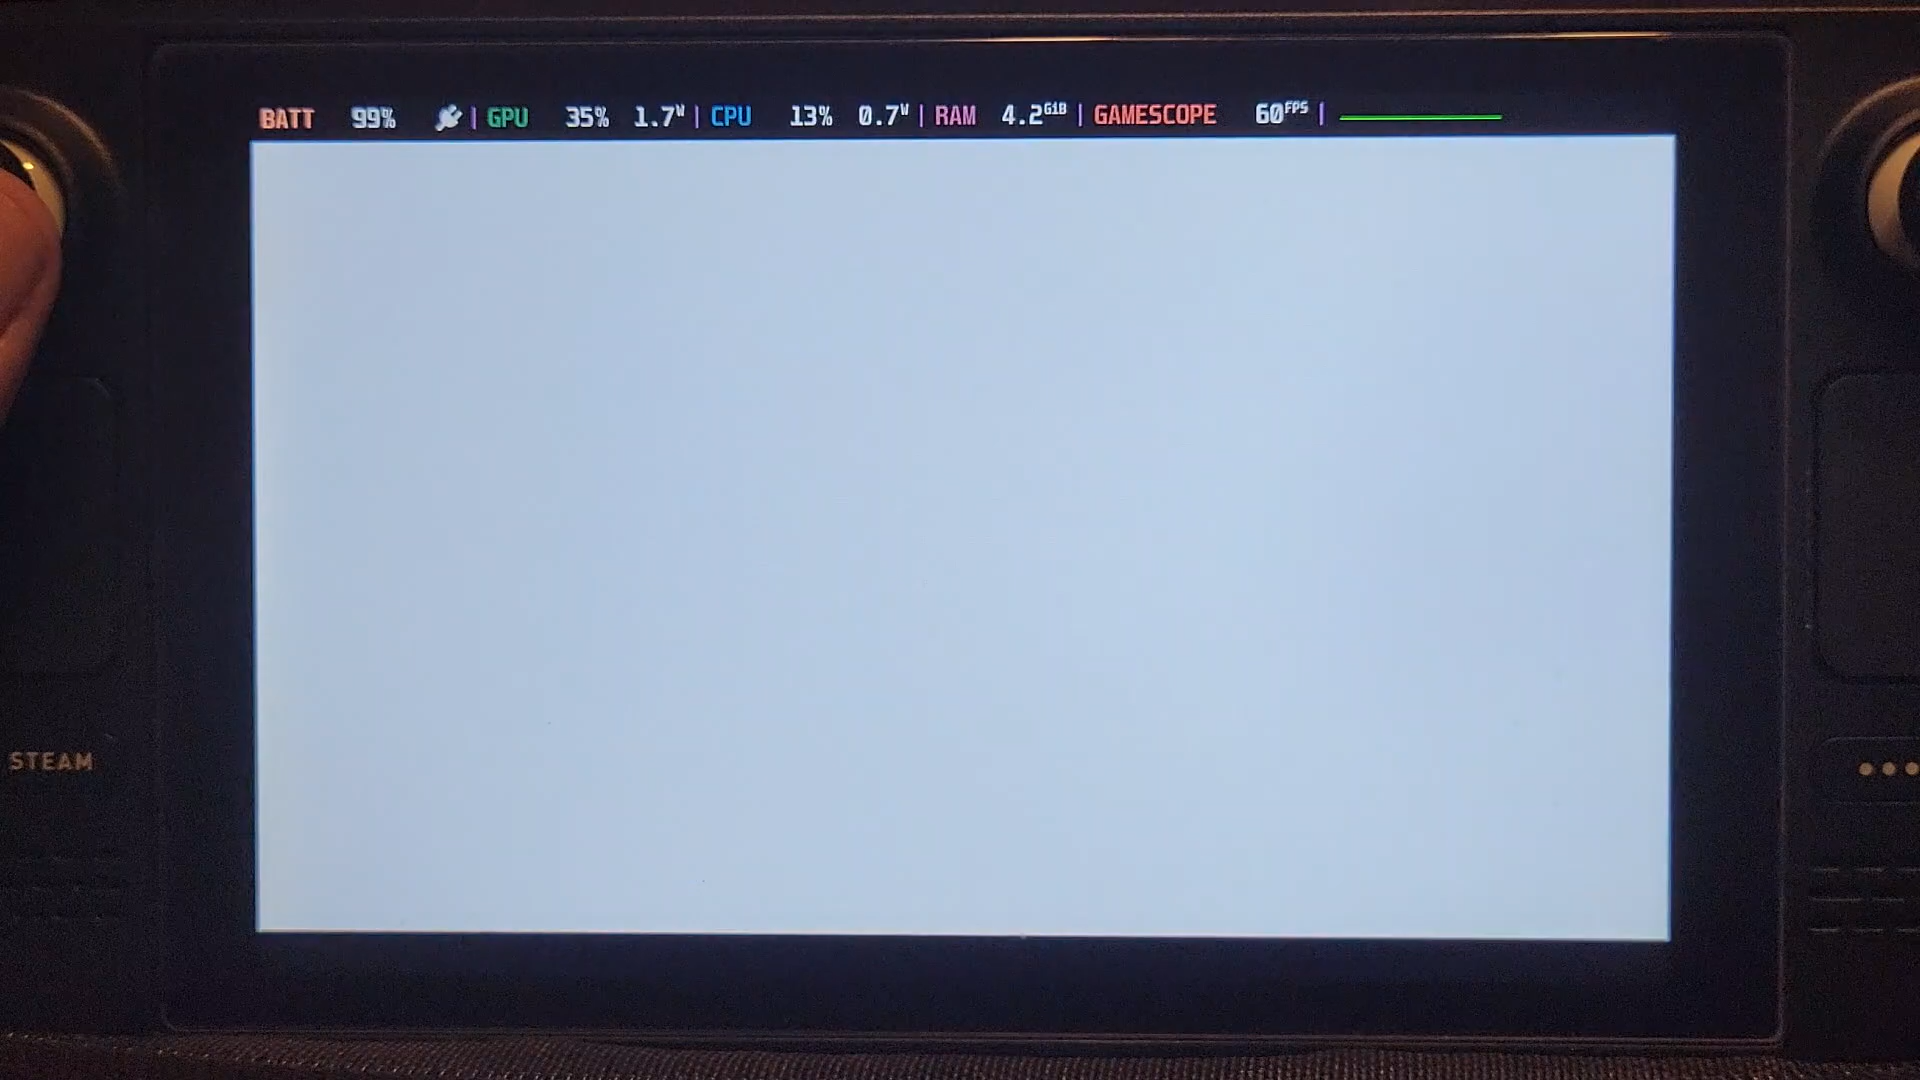 BATT 99% | GPU 35% 1.7W | CPU 13% 0.7W | RAM 4.2GiB | GAMESCOPE 60FPS |
STEAM